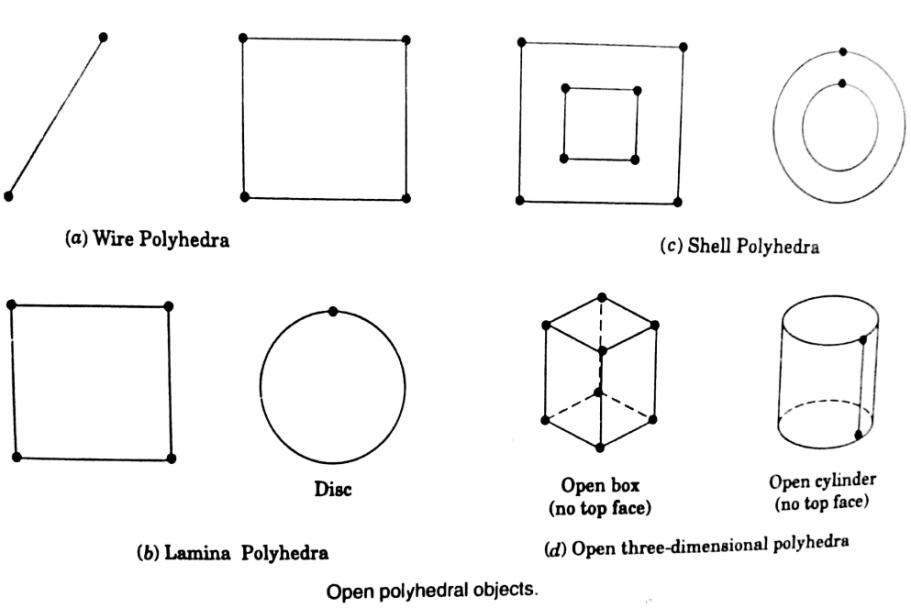 (a) Wire Polyhedra
(c) Shell Polyhedra
Disc
Open box
(no top face)
Open cylinder
(no top face)
(b) Lamina Polyhedra
(d) Open three-dimensional polyhedra
Open polyhedral objects.